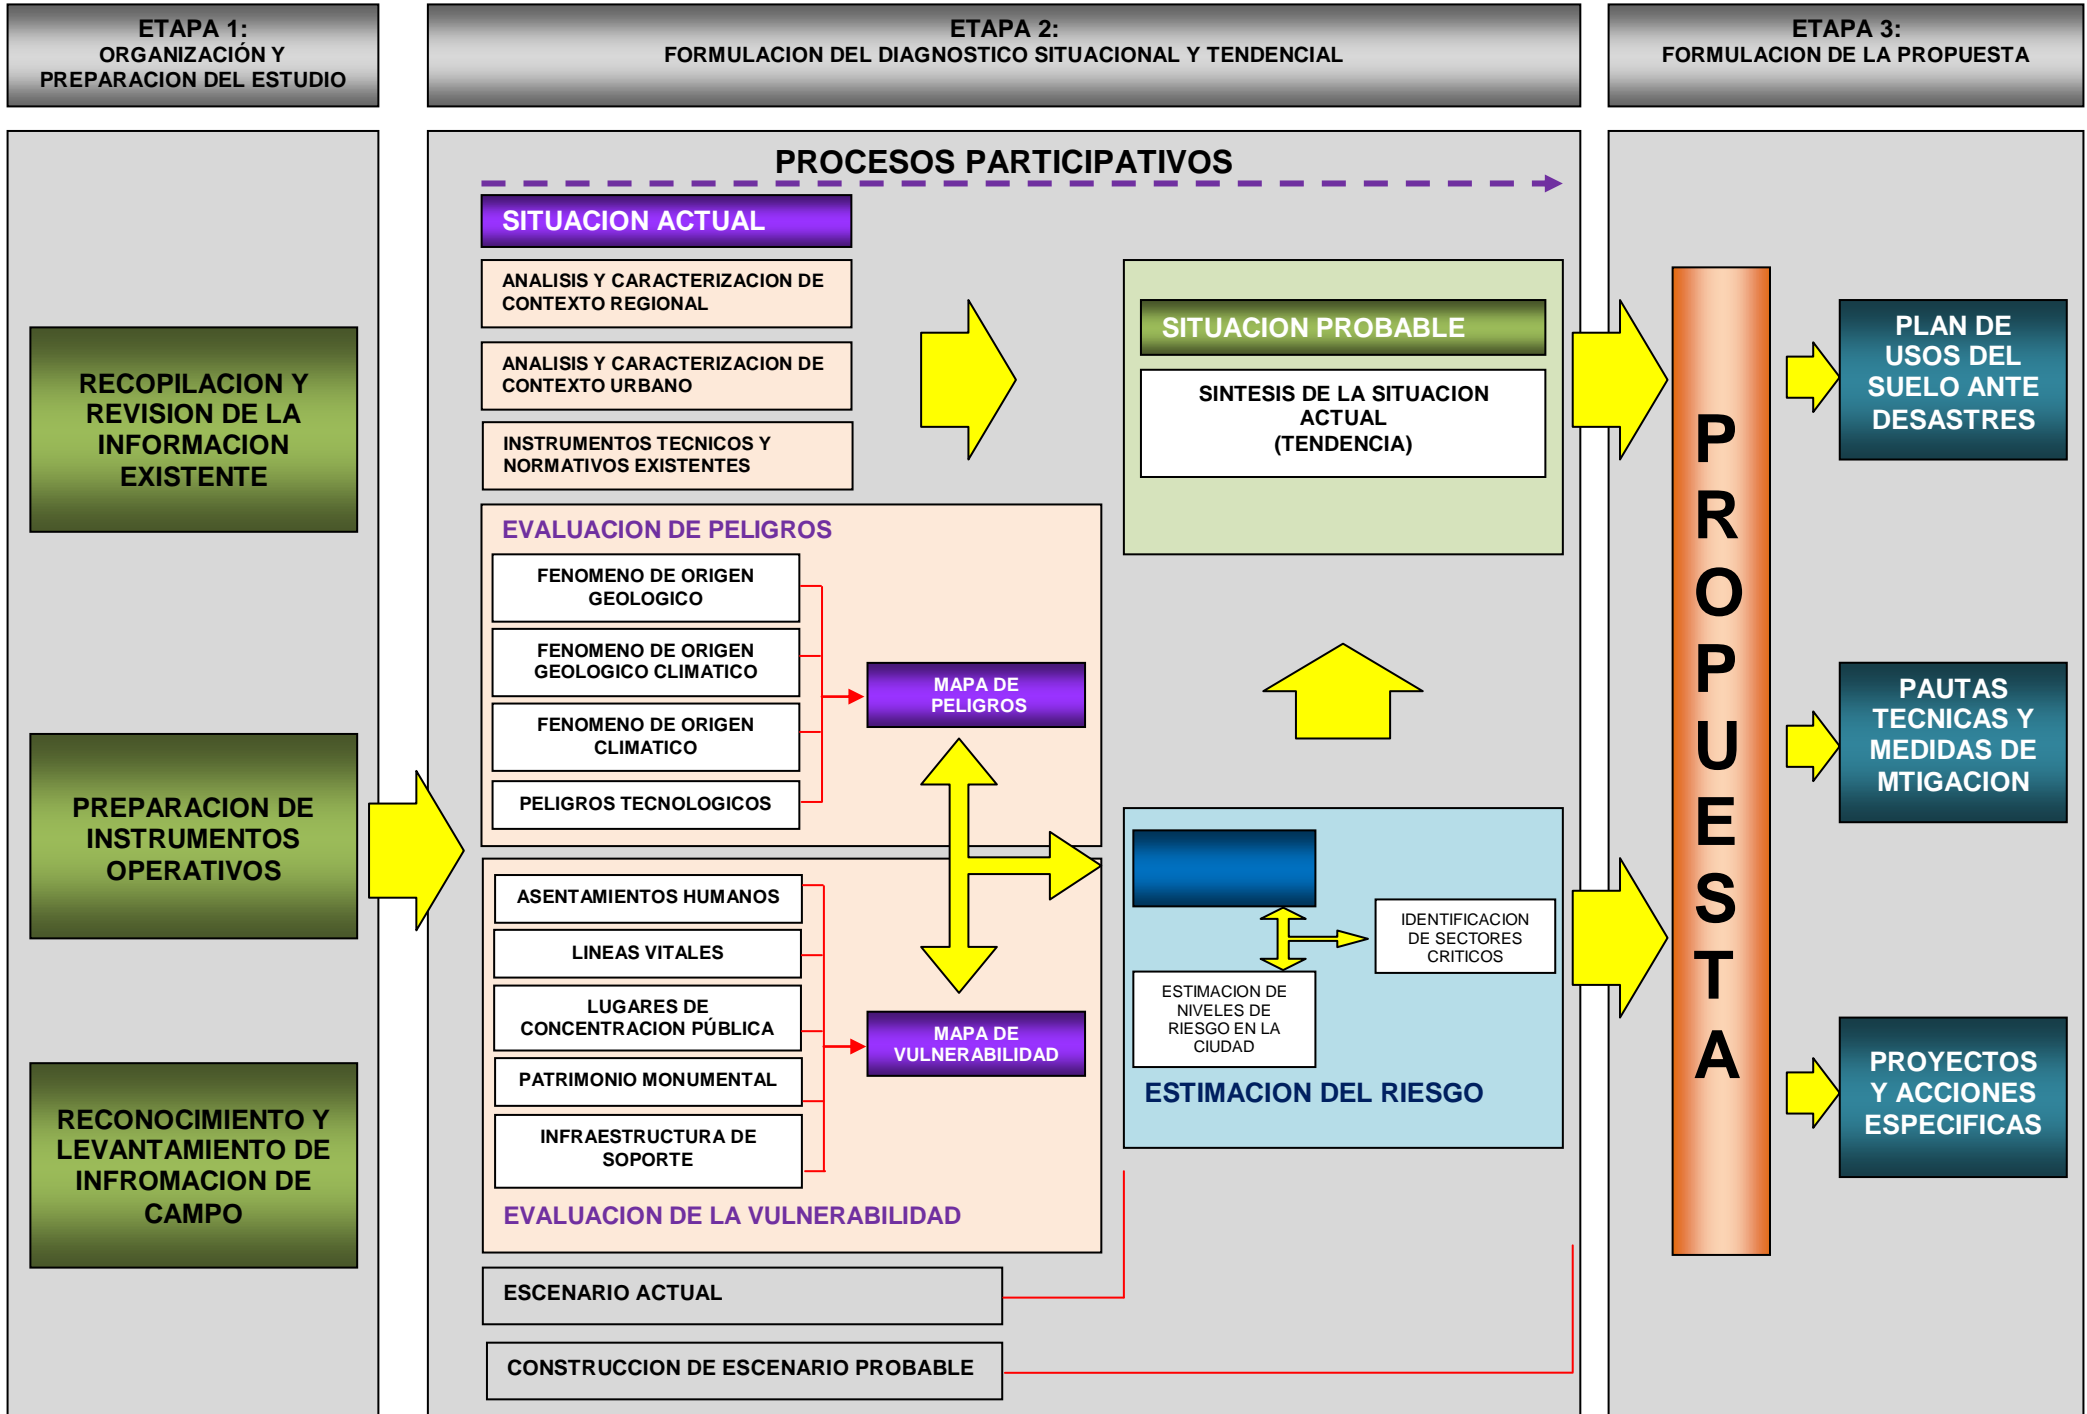 ETAPA 1:
ORGANIZACIÓN Y
PREPARACION DEL ESTUDIO
ETAPA 2:
FORMULACION DEL DIAGNOSTICO SITUACIONAL Y TENDENCIAL
ETAPA 3:
FORMULACION DE LA PROPUESTA
RECOPILACION Y
REVISION DE LA
INFORMACION
EXISTENTE
PREPARACION DE
INSTRUMENTOS
OPERATIVOS
RECONOCIMIENTO Y
LEVANTAMIENTO DE
INFROMACION DE
CAMPO
PROCESOS PARTICIPATIVOS
SITUACION ACTUAL
ANALISIS Y CARACTERIZACION DE
CONTEXTO REGIONAL
ANALISIS Y CARACTERIZACION DE
CONTEXTO URBANO
INSTRUMENTOS TECNICOS Y
NORMATIVOS EXISTENTES
EVALUACION DE PELIGROS
FENOMENO DE ORIGEN
GEOLOGICO
FENOMENO DE ORIGEN
GEOLOGICO CLIMATICO
FENOMENO DE ORIGEN
CLIMATICO
PELIGROS TECNOLOGICOS
MAPA DE
PELIGROS
ASENTAMIENTOS HUMANOS
LINEAS VITALES
LUGARES DE
CONCENTRACION PÚBLICA
PATRIMONIO MONUMENTAL
INFRAESTRUCTURA DE
SOPORTE
MAPA DE
VULNERABILIDAD
EVALUACION DE LA VULNERABILIDAD
ESCENARIO ACTUAL
CONSTRUCCION DE ESCENARIO PROBABLE
SITUACION PROBABLE
SINTESIS DE LA SITUACION
ACTUAL
(TENDENCIA)
IDENTIFICACION
DE SECTORES
CRITICOS
ESTIMACION DE
NIVELES DE
RIESGO EN LA
CIUDAD
ESTIMACION DEL RIESGO
PROPUESTA
PLAN DE
USOS DEL
SUELO ANTE
DESASTRES
PAUTAS
TECNICAS Y
MEDIDAS DE
MTIGACION
PROYECTOS
Y ACCIONES
ESPECIFICAS